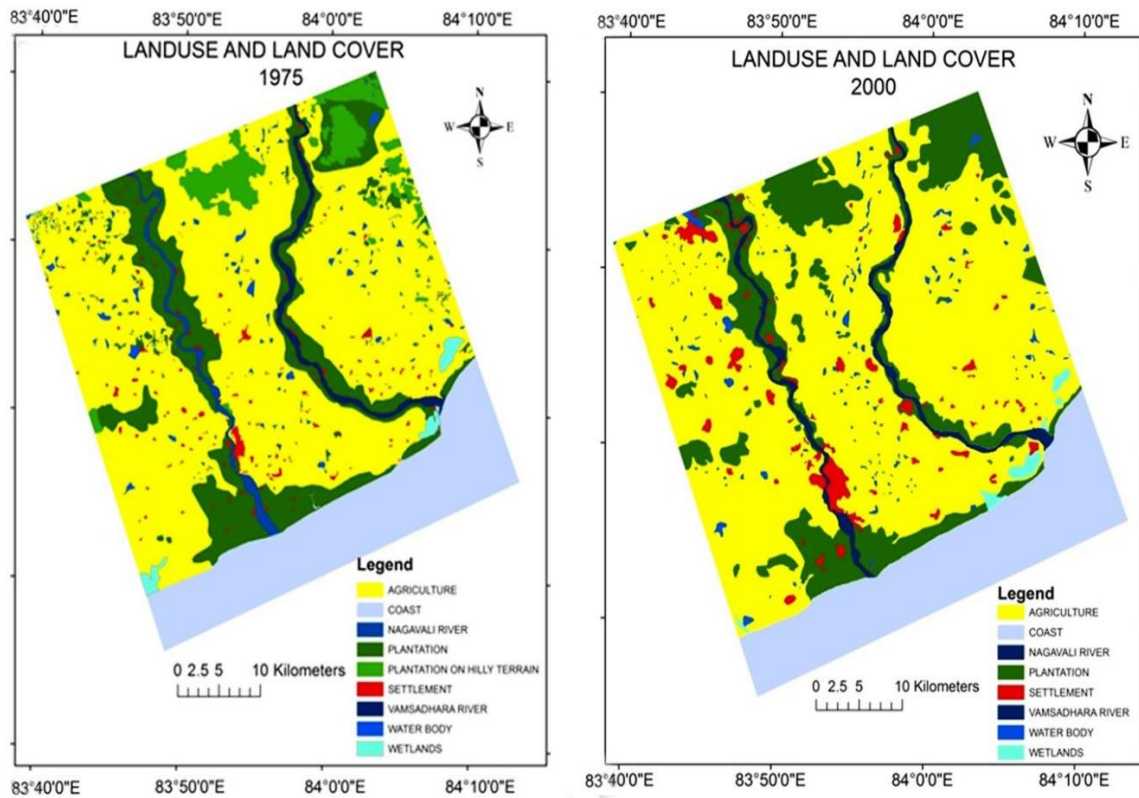 83°40'0"E 83°50'0"E 84°0'0"E 84°10'0"E
LANDUSE AND LAND COVER
1975
N
W E
S
Legend
AGRICULTURE
COAST
NAGAVALI RIVER
PLANTATION
PLANTATION ON HILLY TERRAIN
SETTLEMENT
VAMSADHARA RIVER
WATER BODY
WETLANDS
0 2.5 5 10 Kilometers
83°40'0"E 83°50'0"E 84°0'0"E 84°10'0"E
83°40'0"E 83°50'0"E 84°0'0"E 84°10'0"E
LANDUSE AND LAND COVER
2000
N
W E
S
Legend
AGRICULTURE
COAST
NAGAVALI RIVER
PLANTATION
SETTLEMENT
VAMSADHARA RIVER
WATER BODY
WETLANDS
0 2.5 5 10 Kilometers
83°40'0"E 83°50'0"E 84°0'0"E 84°10'0"E